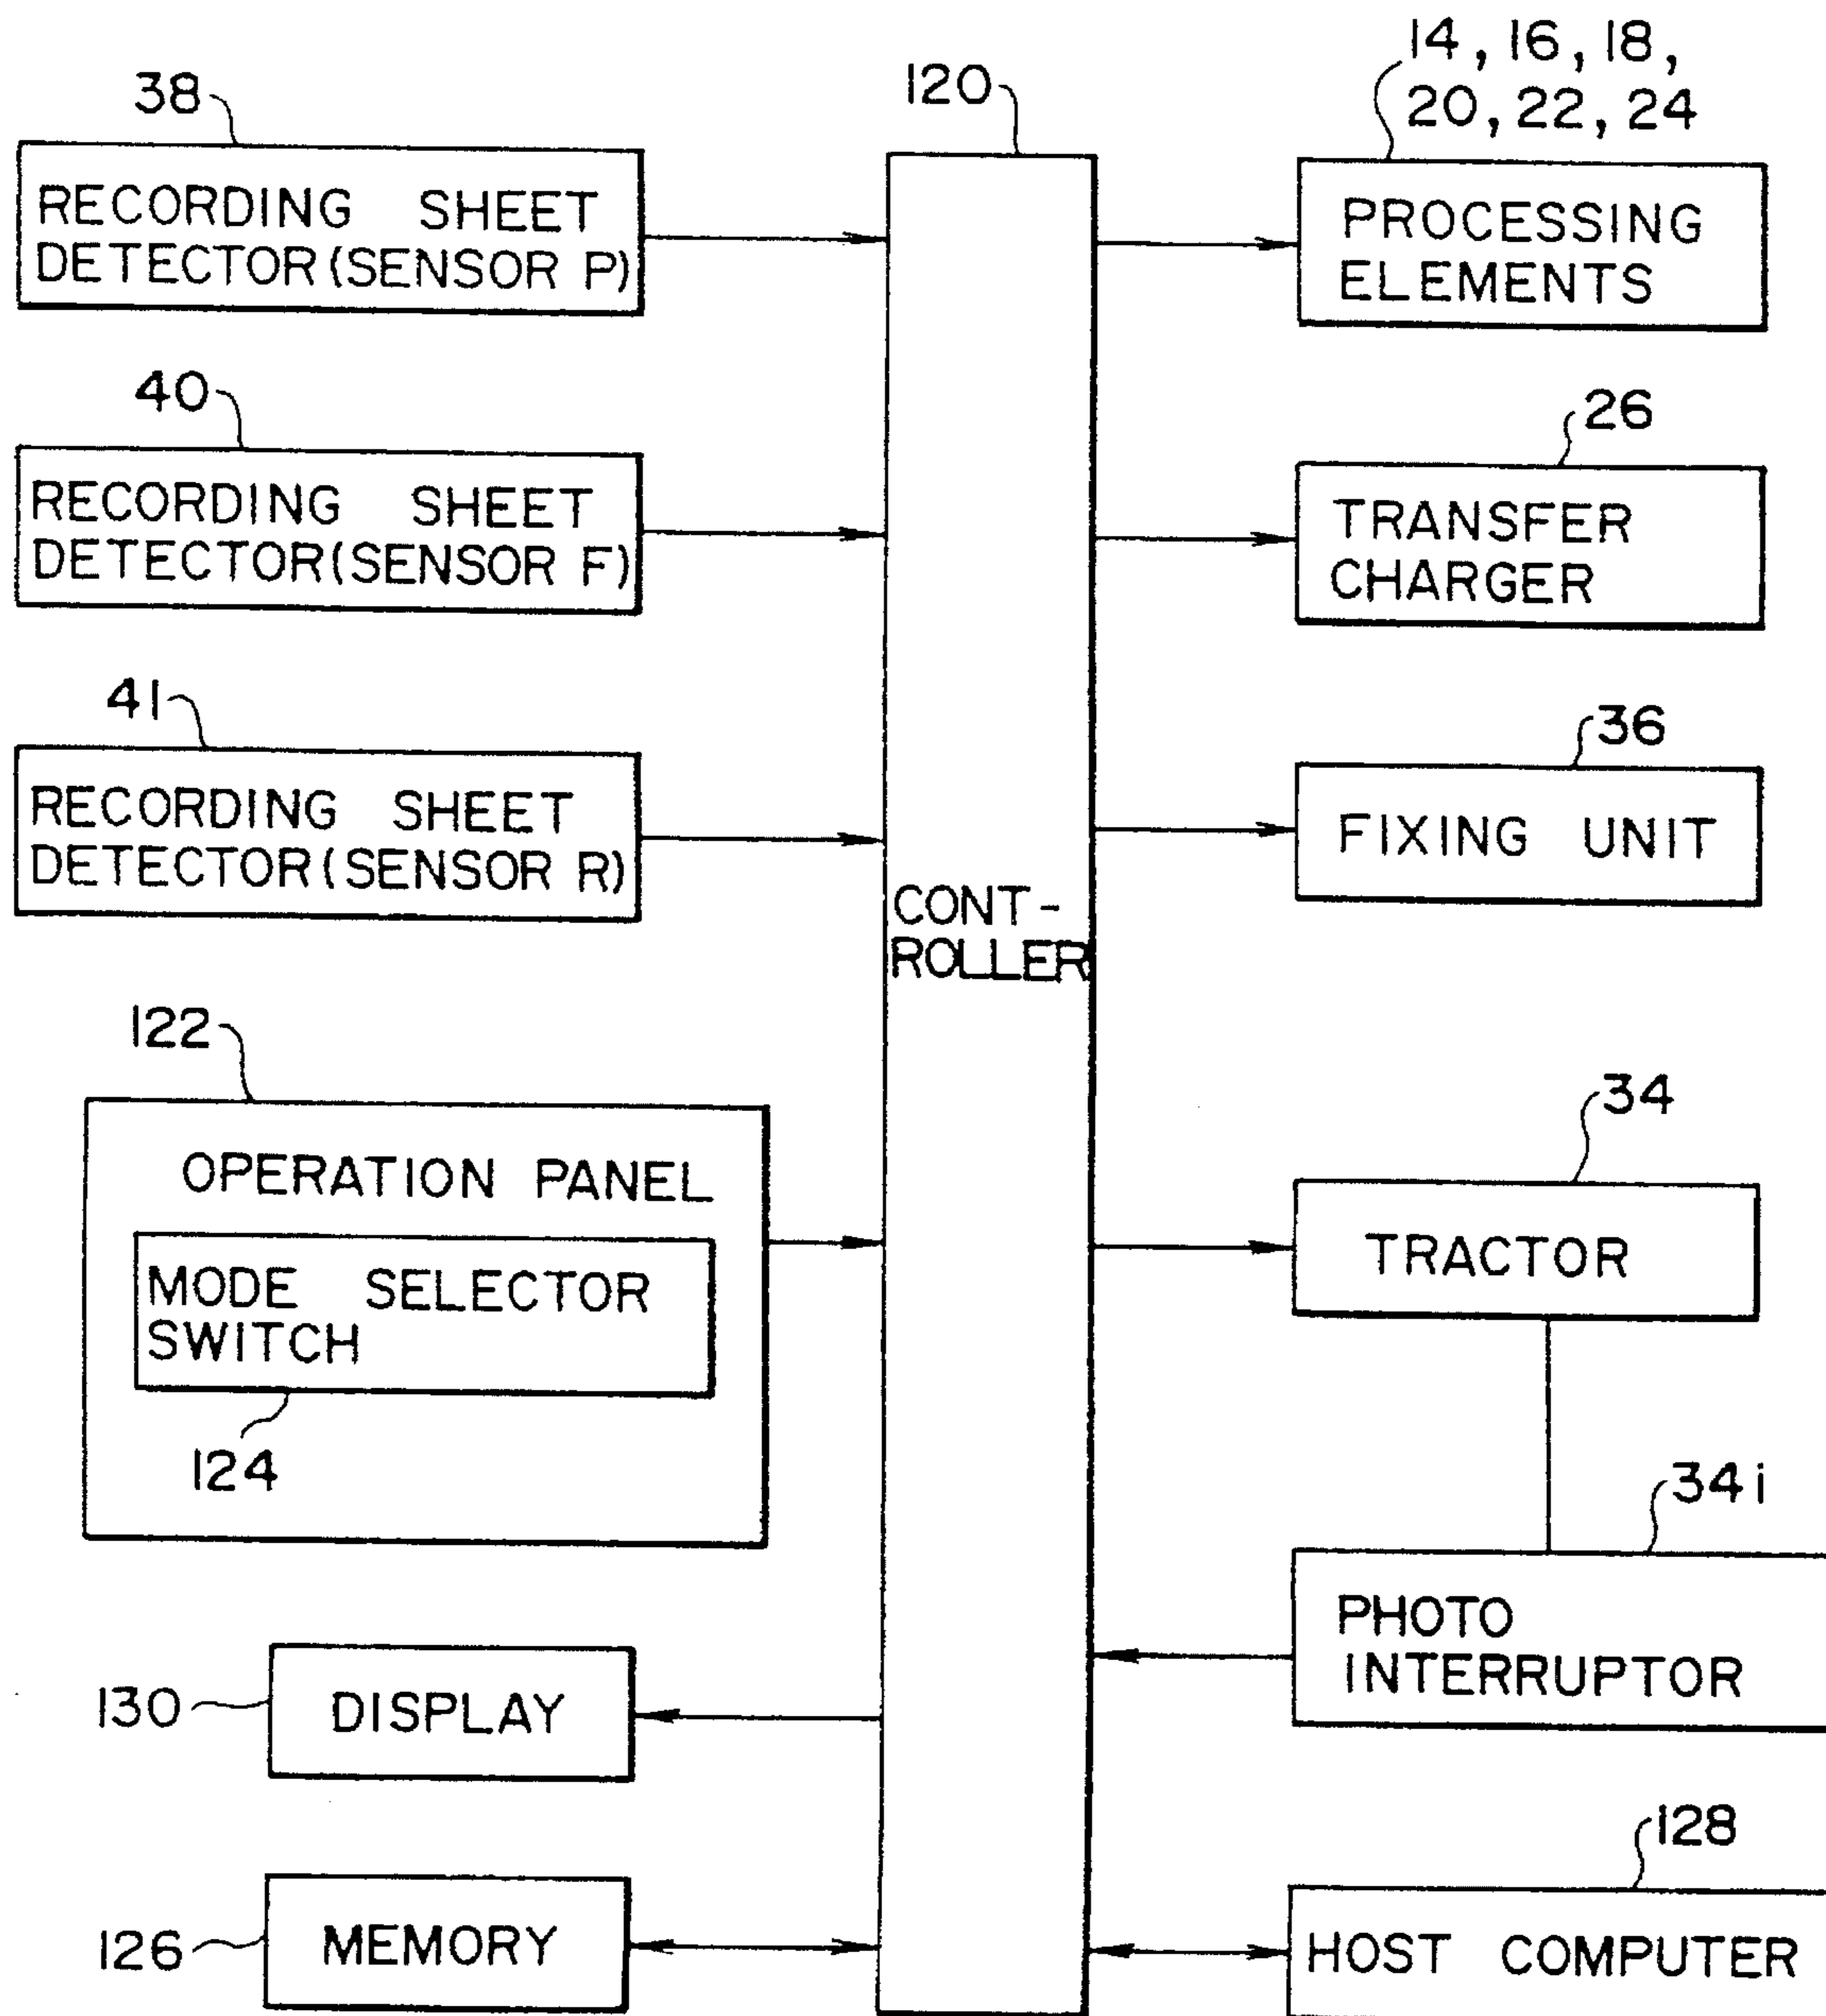 38
RECORDING SHEET
DETECTOR(SENSOR P)
40
RECORDING SHEET
DETECTOR(SENSOR F)
41
RECORDING SHEET
DETECTOR(SENSOR R)
122
OPERATION PANEL
MODE SELECTOR
SWITCH
124
130
DISPLAY
126
MEMORY
120
CONT-
ROLLER
14, 16, 18,
20, 22, 24
PROCESSING
ELEMENTS
26
TRANSFER
CHARGER
36
FIXING UNIT
34
TRACTOR
34i
PHOTO
INTERRUPTOR
128
HOST COMPUTER